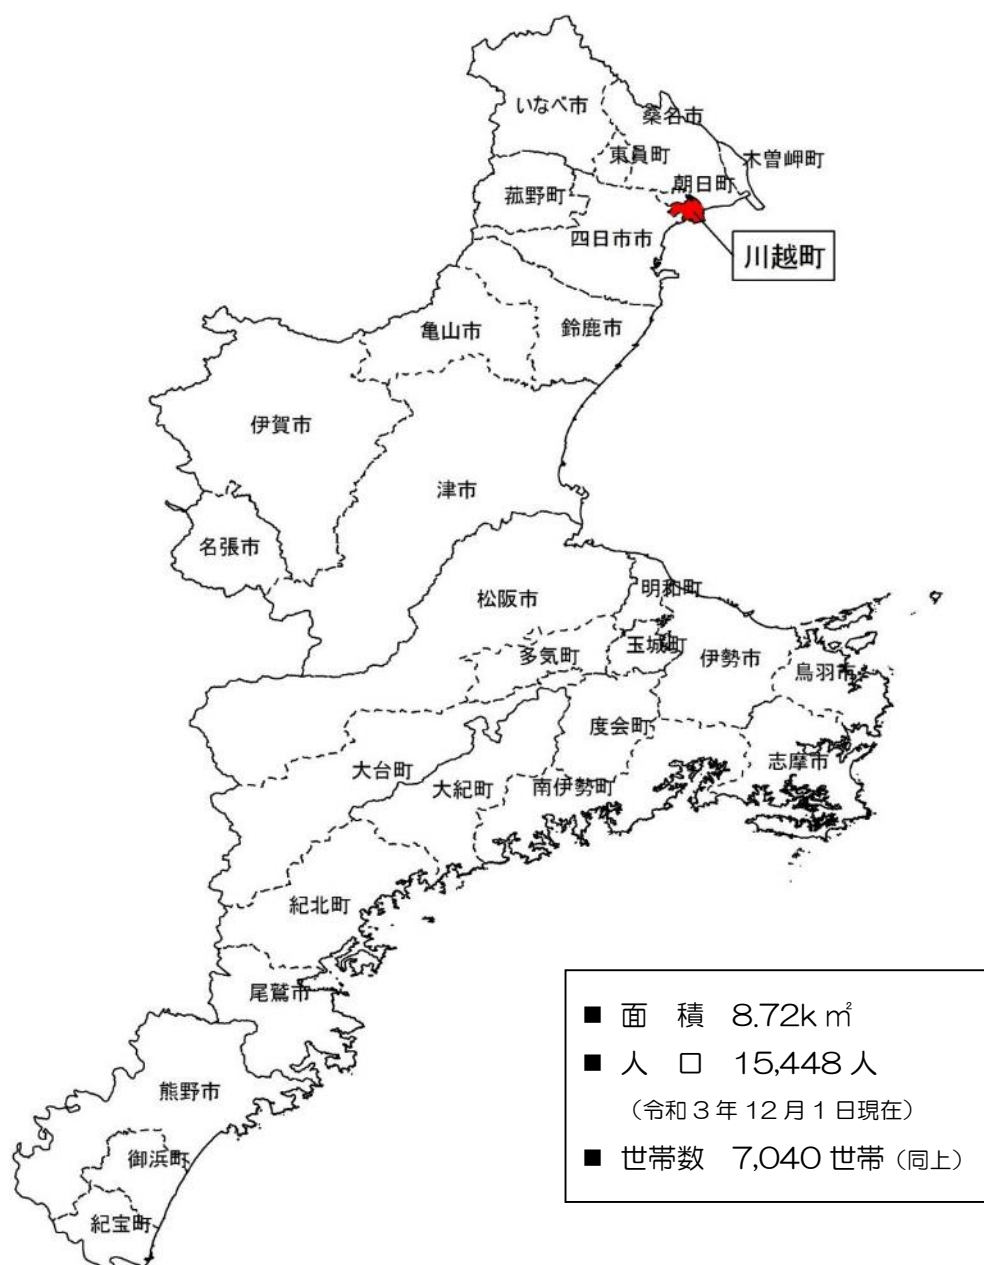 いなべ市
桑名市
東員町
木曽岬町
朝日町
菰野町
四日市市
川越町
亀山市
鈴鹿市
伊賀市
津市
名張市
松阪市
明和町
多気町
玉城町
伊勢市
鳥羽市
度会町
大台町
志摩市
大紀町
南伊勢町
紀北町
尾鷲市
熊野市
御浜町
紀宝町
■ 面 積 8.72k㎡
■ 人 口 15,448人
（令和3年12月1日現在）
■ 世帯数 7,040世帯（同上）